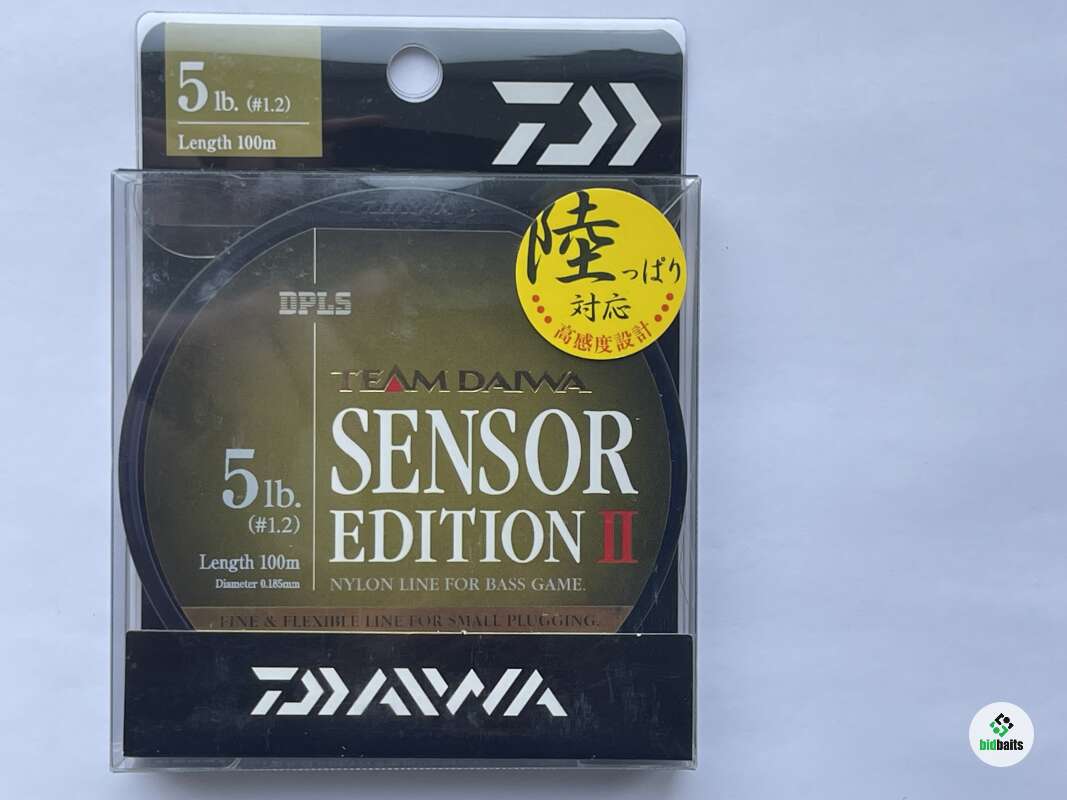 5 lb. (#1.2)
Length 100m
陸っぱり
対応
高感度設計
DPLS
TEAM DAIWA
SENSOR
EDITION II
5 lb.
(#1.2)
Length 100m
Diameter 0.185mm
NYLON LINE FOR BASS GAME.
FINE & FLEXIBLE LINE FOR SMALL PLUGGING.
DAIWA
bidbaits